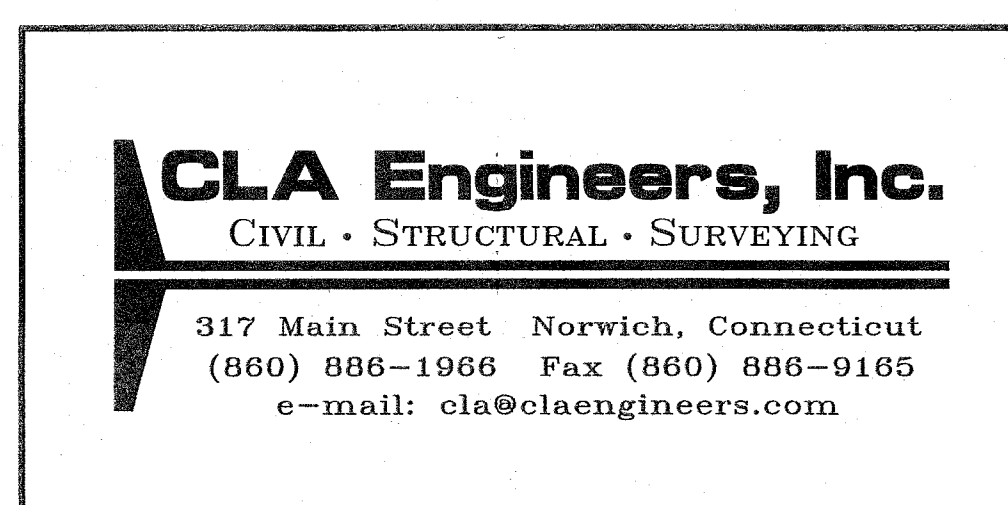 CLA Engineers, Inc.
CIVIL • STRUCTURAL • SURVEYING
317 Main Street Norwich, Connecticut
(860) 886-1966 Fax (860) 886-9165
e-mail: cla@claengineers.com